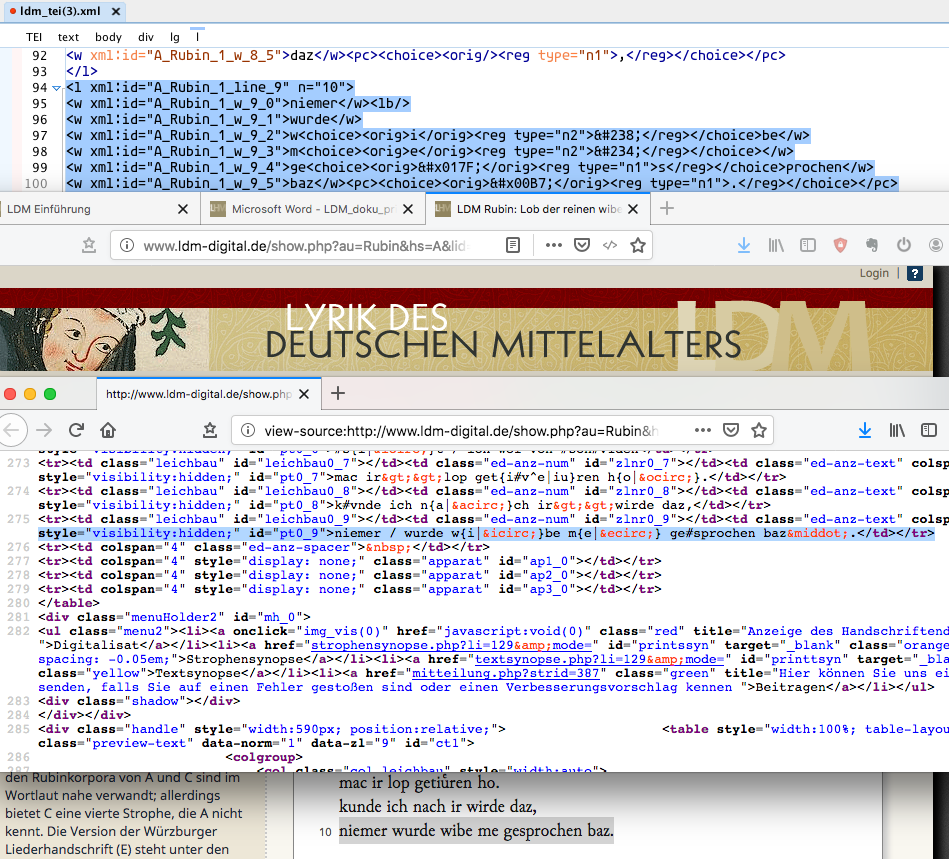 ldm_tei(3).xml
TEI text body div lg l
92 <w xml:id="A_Rubin_1_w_8_5">daz</w><pc><choice><orig/><reg type="n1">,</reg></choice></pc>
93 </l>
94 <l xml:id="A_Rubin_1_line_9" n="10">
95 <w xml:id="A_Rubin_1_w_9_0">niemer</w><lb/>
96 <w xml:id="A_Rubin_1_w_9_1">wurde</w>
97 <w xml:id="A_Rubin_1_w_9_2">w<choice><orig>i</orig><reg type="n2">&#238;</reg></choice>be</w>
98 <w xml:id="A_Rubin_1_w_9_3">m<choice><orig>e</orig><reg type="n2">&#234;</reg></choice></w>
99 <w xml:id="A_Rubin_1_w_9_4">ge<choice><orig>&#x017F;</orig><reg type="n1">s</reg></choice>prochen</w>
100 <w xml:id="A_Rubin_1_w_9_5">baz</w><pc><choice><orig>&#x00B7;</orig><reg type="n1">.</reg></choice></pc>
LDM Einführung
Microsoft Word - LDM_doku_pr
LDM Rubin: Lob der reinen wibe
www.ldm-digital.de/show.php?au=Rubin&hs=A&lid=
Login | ?
LDM
LYRIK DES
DEUTSCHEN MITTELALTERS
http://www.ldm-digital.de/show.php
view-source:http://www.ldm-digital.de/show.php?au=Rubin&h
273 <tr><td class="leichbau" id="leichbau0_7"></td><td class="ed-anz-num" id="zlnr0_7"></td><td class="ed-anz-text" colsp
style="visibility:hidden;" id="pt0_7">mac ir&gt;&gt;lop get{i#v^e|iu}ren h{o|&ocirc;}.</td></tr>
274 <tr><td class="leichbau" id="leichbau0_8"></td><td class="ed-anz-num" id="zlnr0_8"></td><td class="ed-anz-text" colsp
style="visibility:hidden;" id="pt0_8">k#vnde ich n{a|&acirc;}ch ir&gt;&gt;wirde daz,</td></tr>
275 <tr><td class="leichbau" id="leichbau0_9"></td><td class="ed-anz-num" id="zlnr0_9"></td><td class="ed-anz-text" colsp
style="visibility:hidden;" id="pt0_9">niemer / wurde w{i|&icirc;}be m{e|&ecirc;} ge#sprochen baz&middot;.</td></tr>
276 <tr><td colspan="4" class="ed-anz-spacer">&nbsp;</td></tr>
277 <tr><td colspan="4" style="display: none;" class="apparat" id="ap1_0"></td></tr>
278 <tr><td colspan="4" style="display: none;" class="apparat" id="ap2_0"></td></tr>
279 <tr><td colspan="4" style="display: none;" class="apparat" id="ap3_0"></td></tr>
280 </table>
281 <div class="menuHolder2" id="mh_0">
282 <ul class="menu2"><li><a onclick="img_vis(0)" href="javascript:void(0)" class="red" title="Anzeige des Handschriftend
">Digitalisat</a></li><li><a href="strophensynopse.php?li=129&amp;mode=" id="printssyn" target="_blank" class="orange
spacing: -0.05em;">Strophensynopse</a></li><li><a href="textsynopse.php?li=129&amp;mode=" id="printtsyn" target="_bla
class="yellow">Textsynopse</a></li><li><a href="mitteilung.php?strid=387" class="green" title="Hier können Sie uns ei
senden, falls Sie auf einen Fehler gestoßen sind oder einen Verbesserungsvorschlag kennen ">Beitragen</a></li></ul>
283 <div class="shadow"></div>
284 </div></div>
285 <div class="handle" style="width:590px; position:relative;"> <table style="width:100%; table-layou
class="preview-text" data-norm="1" data-zl="9" id="ct1">
286 <colgroup>
den Rubinkorpora von A und C sind im
Wortlaut nahe verwandt; allerdings
bietet C eine vierte Strophe, die A nicht
kennt. Die Version der Würzburger
Liederhandschrift (E) steht unter den
mac ir lop getiuͤren ho.
kunde ich nach ir wirde daz,
10 niemer wurde wibe me gesprochen baz.